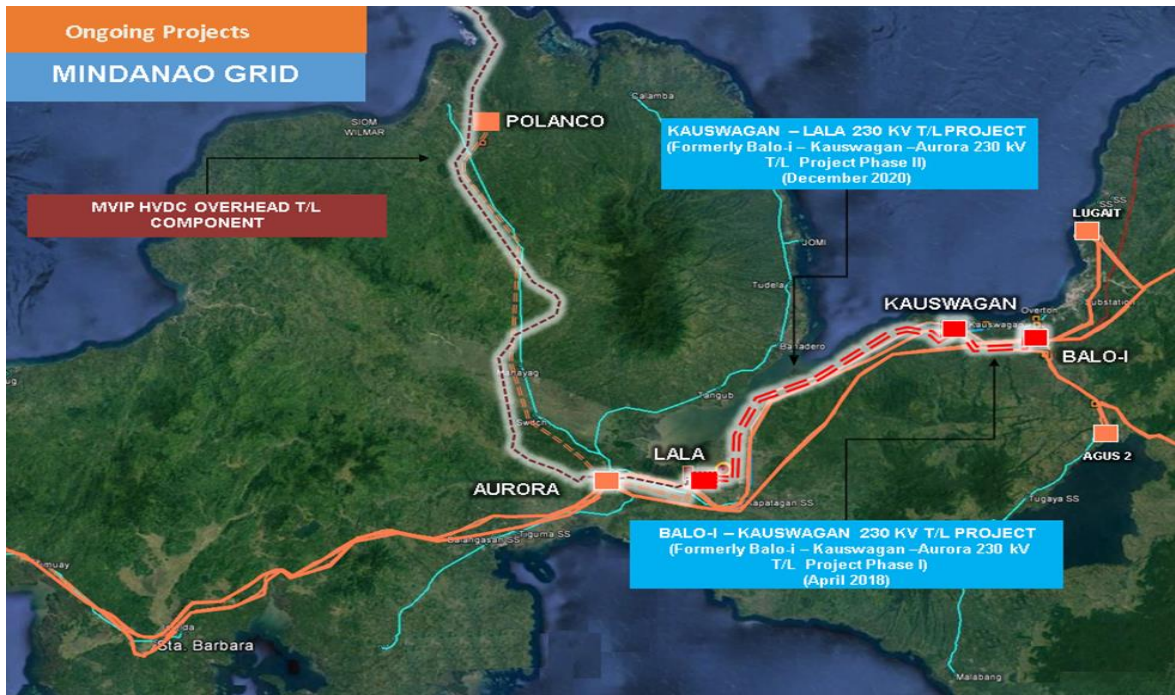 Ongoing Projects
MINDANAO GRID
POLANCO
SIOM
WILMAR
Calamba
KAUSWAGAN – LALA 230 KV T/L PROJECT
(Formerly Balo-i – Kauswagan –Aurora 230 kV
T/L Project Phase II)
(December 2020)
MVIP HVDC OVERHEAD T/L
COMPONENT
SS
SS
LUGAIT
JOMI
Tudela
KAUSWAGAN
Kauswagan
Overton
Substation
BALO-I
Tangub
LALA
AURORA
AGUS 2
Tugaya SS
Tiguma SS
BALO-I – KAUSWAGAN 230 KV T/L PROJECT
(Formerly Balo-i – Kauswagan –Aurora 230 kV
T/L Project Phase I)
(April 2018)
Sta. Barbara
Malabang